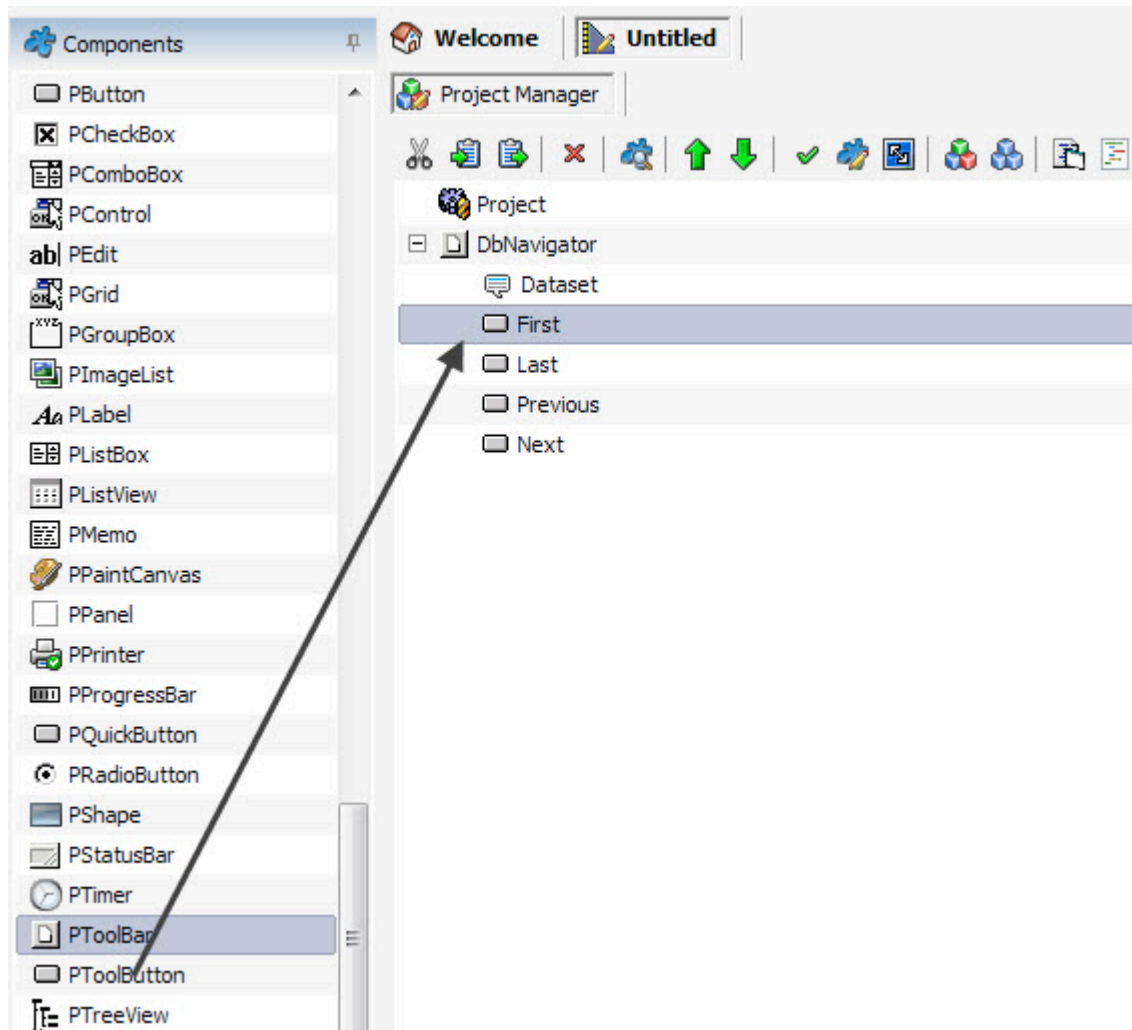 Components
PButton
PCheckBox
PComboBox
PControl
PEdit
PGrid
PGroupBox
PImageList
PLabel
PListBox
PListView
PMemo
PPaintCanvas
PPanel
PPrinter
PProgressBar
PQuickButton
PRadioButton
PShape
PStatusBar
PTimer
PToolBar
PToolButton
PTreeView
Welcome
Untitled
Project Manager
Project
DbNavigator
Dataset
First
Last
Previous
Next